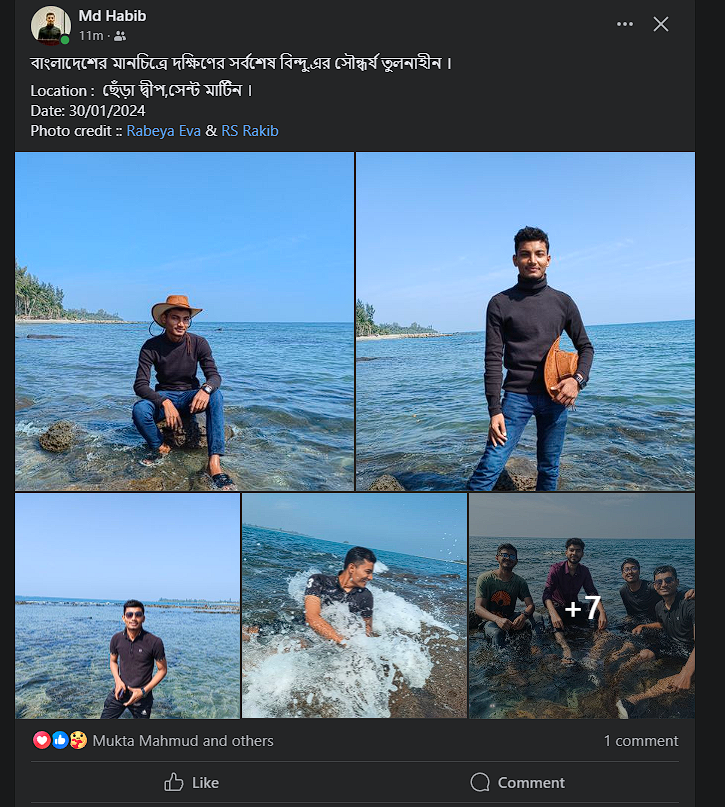 Md Habib
11m ·
বাংলাদেশের মানচিত্রে দক্ষিণের সর্বশেষ বিন্দু,এর সৌন্ধর্য তুলনাহীন।
Location : ছেঁড়া দ্বীপ,সেন্ট মার্টিন।
Date: 30/01/2024
Photo credit :: Rabeya Eva & RS Rakib
+7
Mukta Mahmud and others
1 comment
Like
Comment